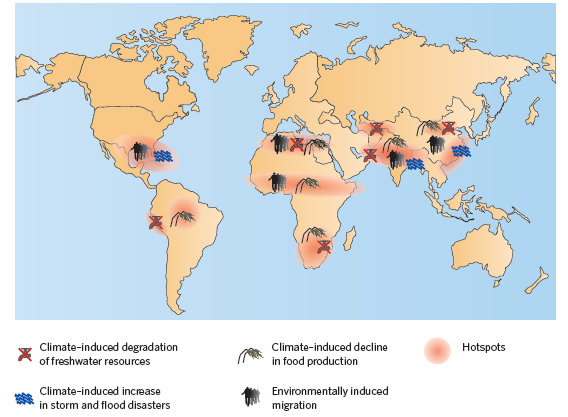 Climate–induced degradation
of freshwater resources
Climate–induced decline
in food production
Hotspots
Climate–induced increase
in storm and flood disasters
Environmentally induced
migration